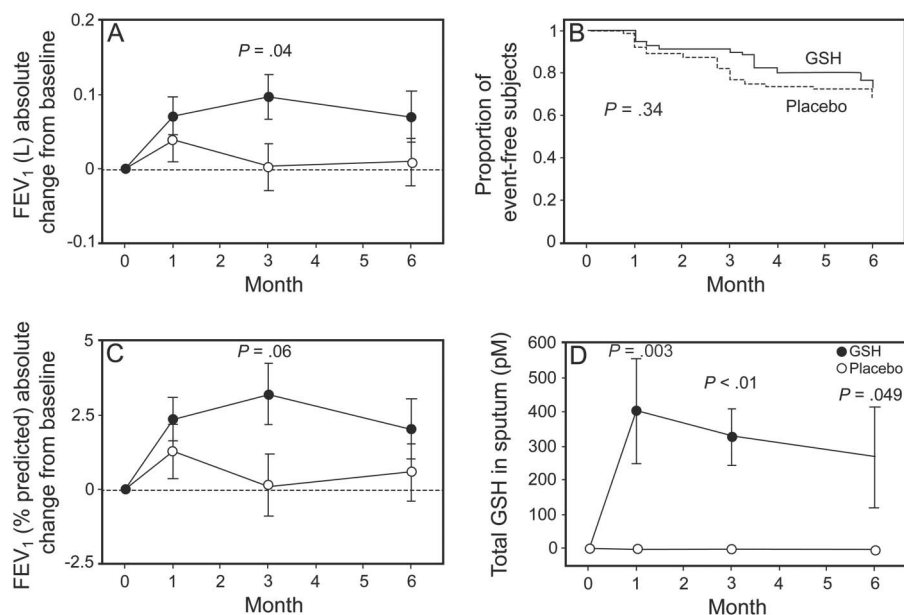 A
P = .04
0.2
0.1
0
-0.1
FEV₁ (L) absolute
change from baseline
0 1 2 3 4 5 6
Month
B
GSH
Placebo
P = .34
1
0.8
0.6
0.4
0.2
0
Proportion of
event-free subjects
0 1 2 3 4 5 6
Month
C
P = .06
5
2.5
0
-2.5
FEV₁ (% predicted) absolute
change from baseline
0 1 2 3 4 5 6
Month
D
P = .003
P < .01
P = .049
GSH
Placebo
600
500
400
300
200
100
0
Total GSH in sputum (pM)
0 1 2 3 4 5 6
Month